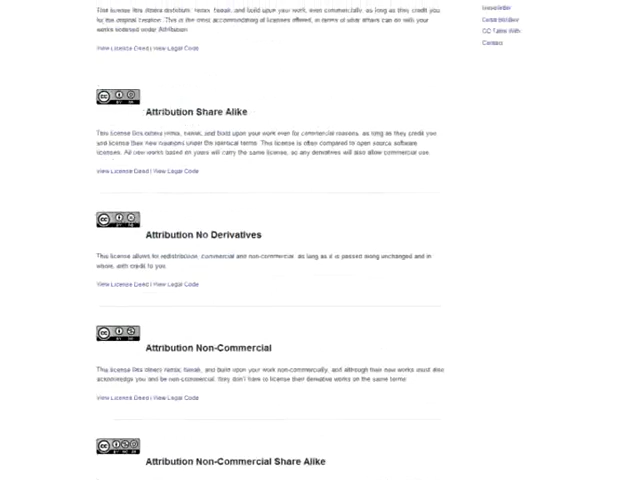 This license lets others distribute, remix, tweak, and build upon your work, even commercially, as long as they credit you
for the original creation. This is the most accommodating of licenses offered, in terms of what others can do with your
works licensed under Attribution.
View License Deed | View Legal Code
Newsletter
Contact
Attribution Share Alike
This license lets others remix, tweak, and build upon your work even for commercial reasons, as long as they credit you
and license their new creations under the identical terms. This license is often compared to open source software
licenses. All new works based on yours will carry the same license, so any derivatives will also allow commercial use.
View License Deed | View Legal Code
Attribution No Derivatives
This license allows for redistribution, commercial and non-commercial, as long as it is passed along unchanged and in
whole, with credit to you.
View License Deed | View Legal Code
Attribution Non-Commercial
This license lets others remix, tweak, and build upon your work non-commercially, and although their new works must also
acknowledge you and be non-commercial, they don't have to license their derivative works on the same terms.
View License Deed | View Legal Code
Attribution Non-Commercial Share Alike